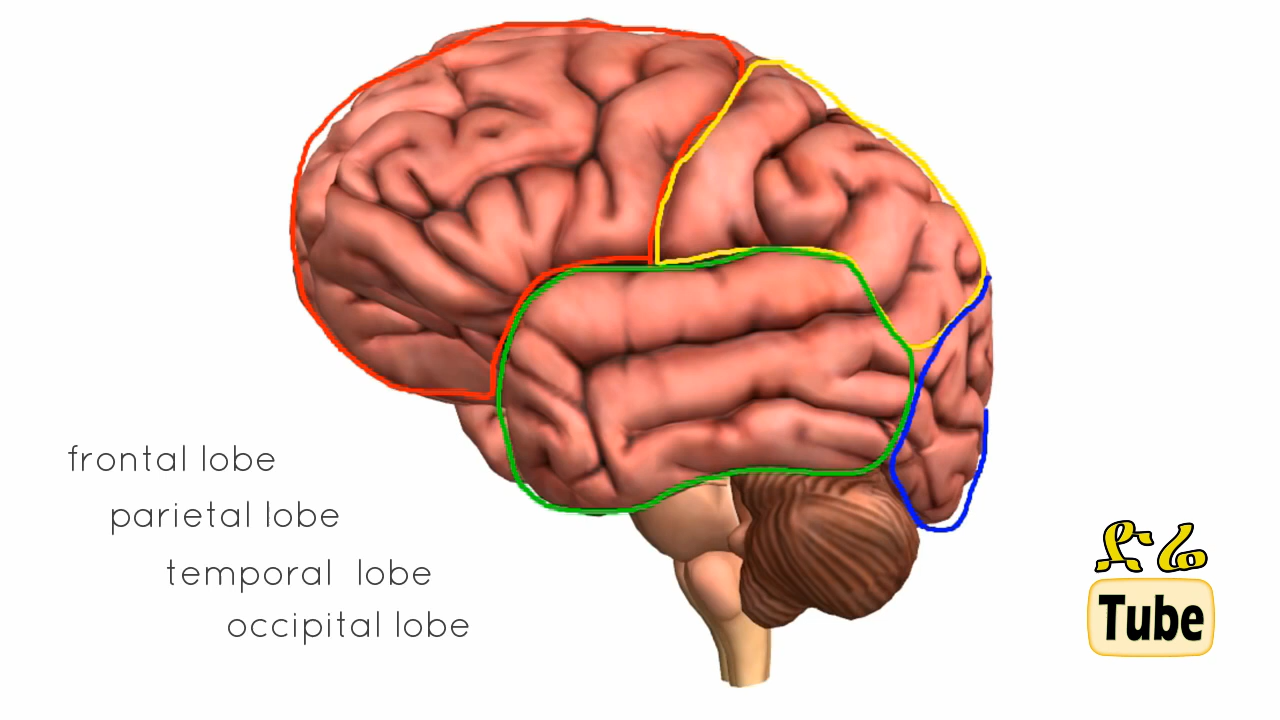 frontal lobe
parietal lobe
temporal lobe
occipital lobe
ድሬ
Tube